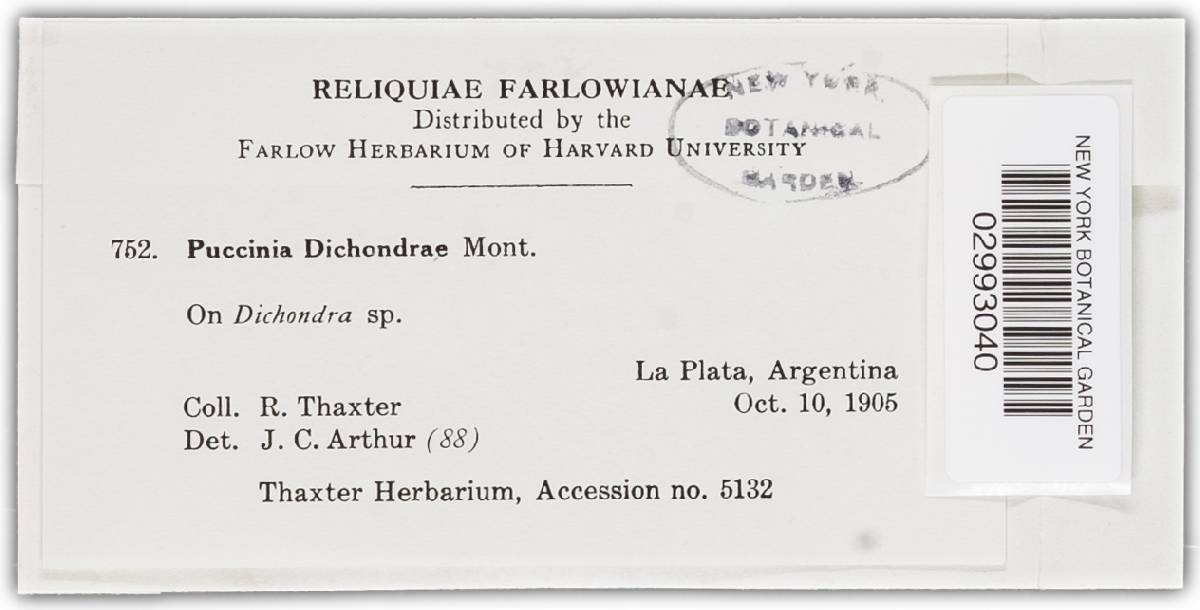 RELIQUIAE FARLOWIANAE
Distributed by the
FARLOW HERBARIUM OF HARVARD UNIVERSITY
NEW YORK
BOTANICAL
GARDEN
752. Puccinia Dichondrae Mont.
On Dichondra sp.
La Plata, Argentina
Oct. 10, 1905
Coll. R. Thaxter
Det. J. C. Arthur (88)
Thaxter Herbarium, Accession no. 5132
NEW YORK BOTANICAL GARDEN
02993040